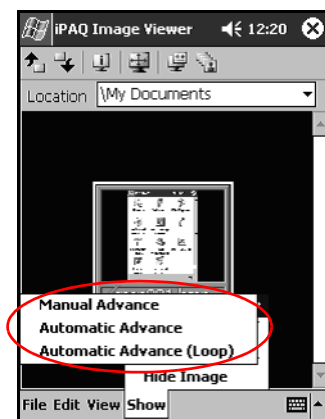 iPAQ Image Viewer 12:20
Location \My Documents
Manual Advance
Automatic Advance
Automatic Advance (Loop)
Hide Image
File Edit View Show